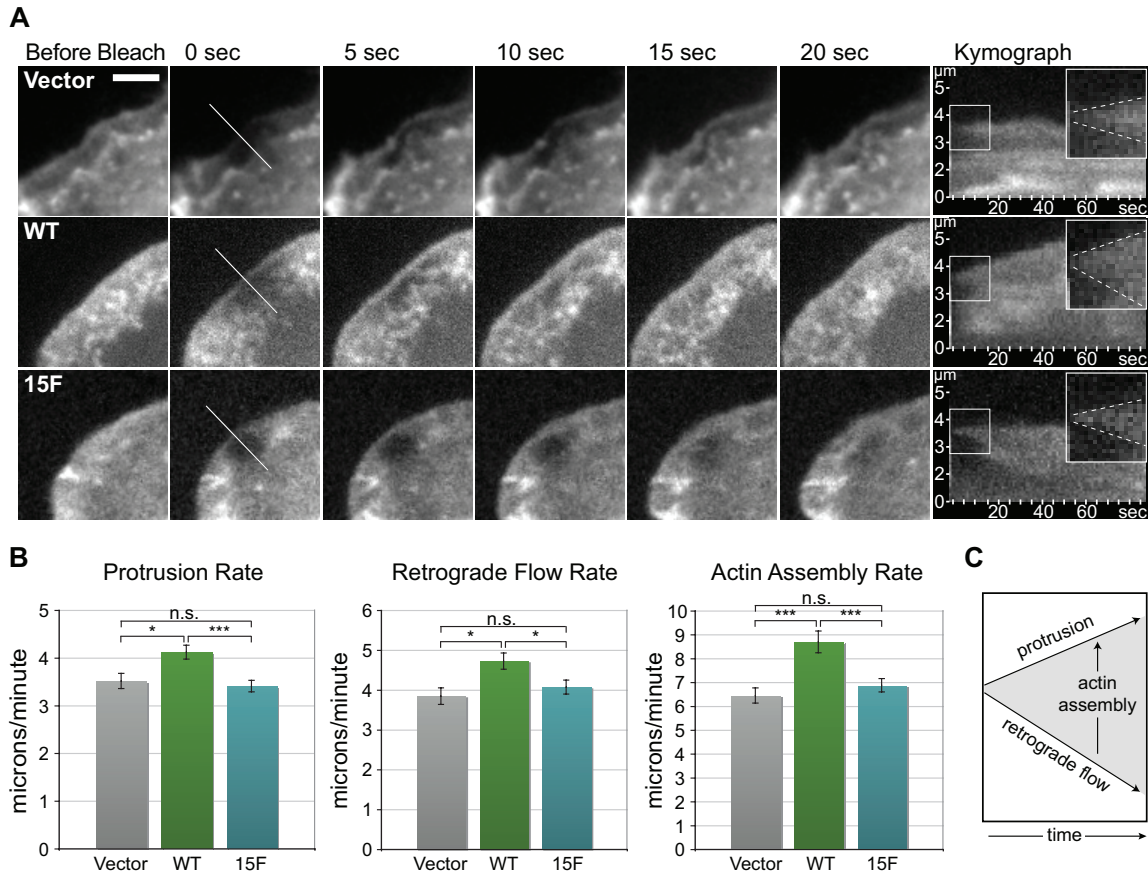 A
Before Bleach 0 sec 5 sec 10 sec 15 sec 20 sec Kymograph
Vector
µm
5
4
3
2
0
20 40 60 sec
WT
µm
5
4
3
2
0
20 40 60 sec
15F
µm
5
4
3
2
0
20 40 60 sec
B
Protrusion Rate
microns/minute
5
4
3
2
1
0
n.s.
* ***
Vector WT 15F
Retrograde Flow Rate
microns/minute
6
5
4
3
2
1
0
n.s.
* *
Vector WT 15F
Actin Assembly Rate
microns/minute
10
9
8
7
6
5
4
3
2
1
0
n.s.
*** ***
Vector WT 15F
C
protrusion
actin
assembly
retrograde flow
time